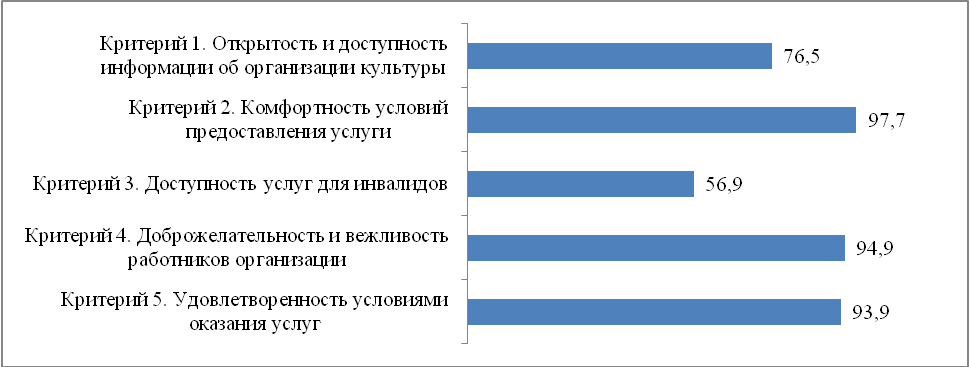 Критерий 1. Открытость и доступность
информации об организации культуры
76,5
Критерий 2. Комфортность условий
предоставления услуги
97,7
Критерий 3. Доступность услуг для инвалидов
56,9
Критерий 4. Доброжелательность и вежливость
работников организации
94,9
Критерий 5. Удовлетворенность условиями
оказания услуг
93,9